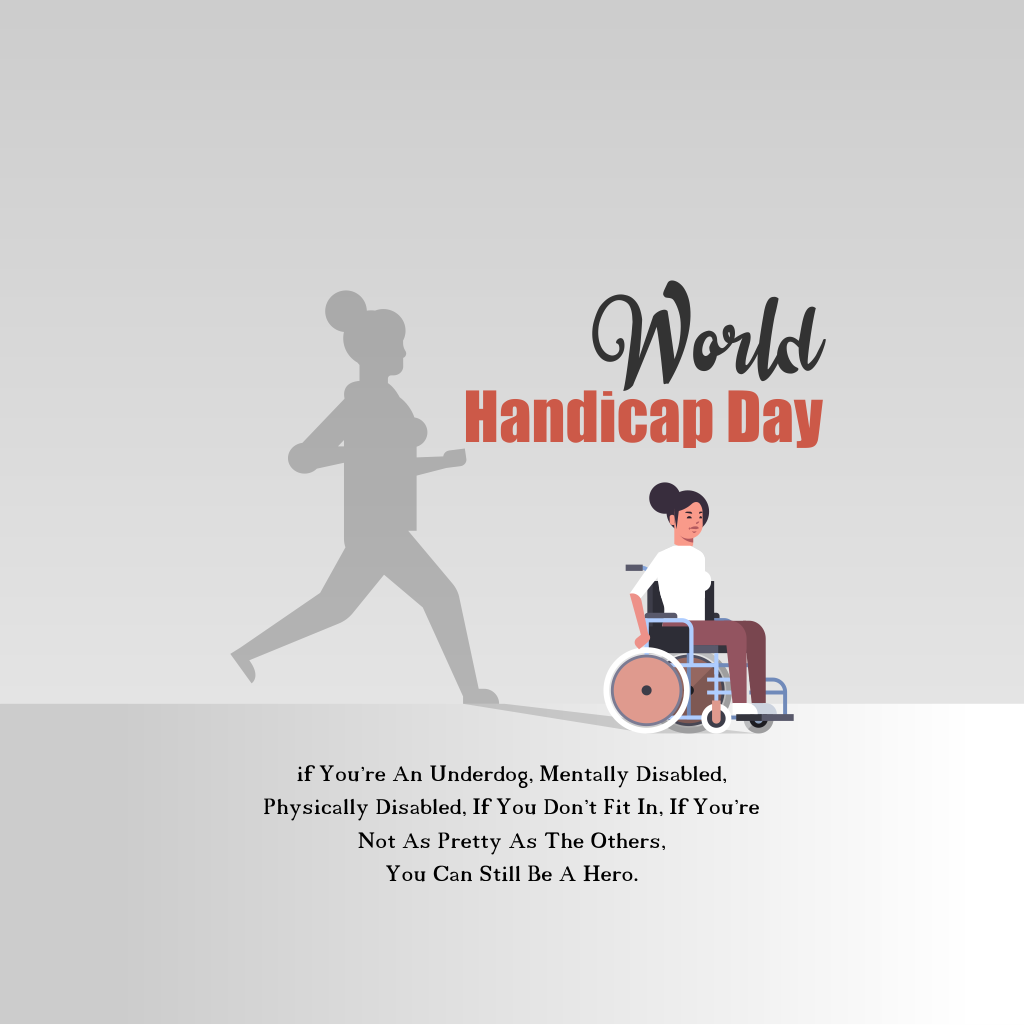 World
Handicap Day
if You're An Underdog, Mentally Disabled,
Physically Disabled, If You Don't Fit In, If You're
Not As Pretty As The Others,
You Can Still Be A Hero.